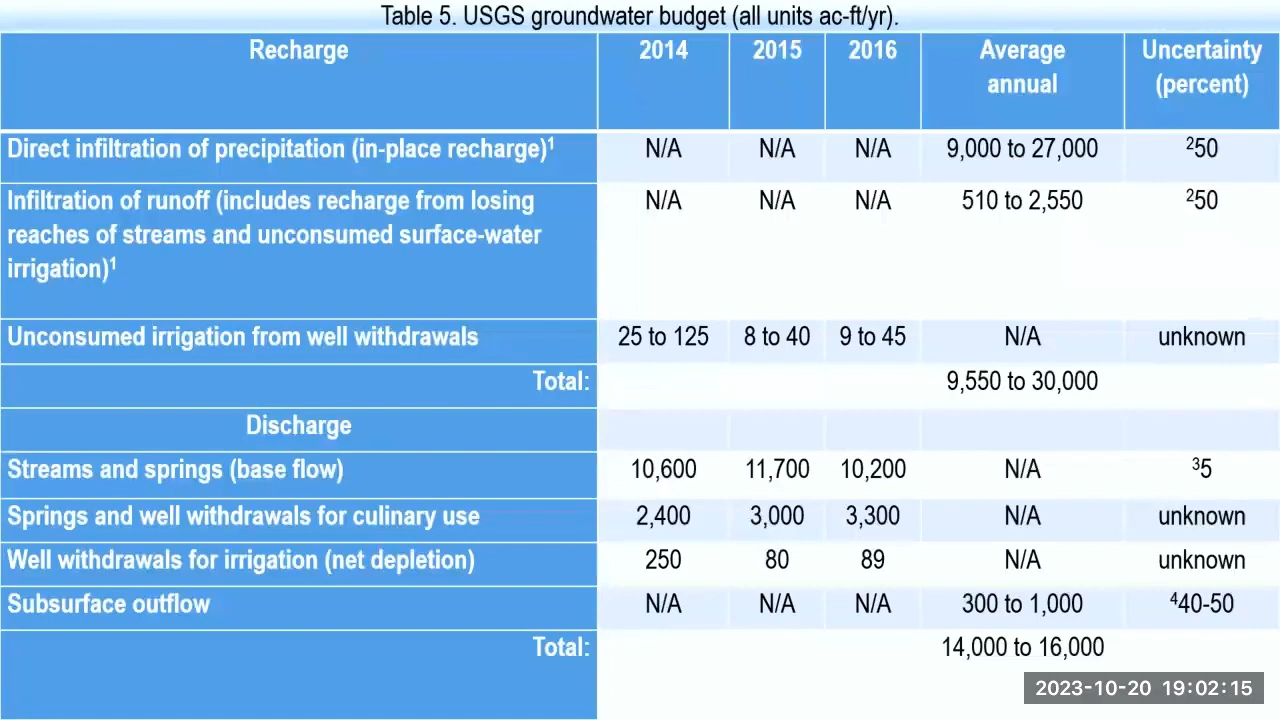 Table 5. USGS groundwater budget (all units ac-ft/yr).
Recharge 2014 2015 2016 Average annual Uncertainty (percent)
Direct infiltration of precipitation (in-place recharge)¹ N/A N/A N/A 9,000 to 27,000 ²50
Infiltration of runoff (includes recharge from losing N/A N/A N/A 510 to 2,550 ²50
reaches of streams and unconsumed surface-water
irrigation)¹
Unconsumed irrigation from well withdrawals 25 to 125 8 to 40 9 to 45 N/A unknown
Total: 9,550 to 30,000
Discharge
Streams and springs (base flow) 10,600 11,700 10,200 N/A ³5
Springs and well withdrawals for culinary use 2,400 3,000 3,300 N/A unknown
Well withdrawals for irrigation (net depletion) 250 80 89 N/A unknown
Subsurface outflow N/A N/A N/A 300 to 1,000 ⁴40-50
Total: 14,000 to 16,000
2023-10-20 19:02:15